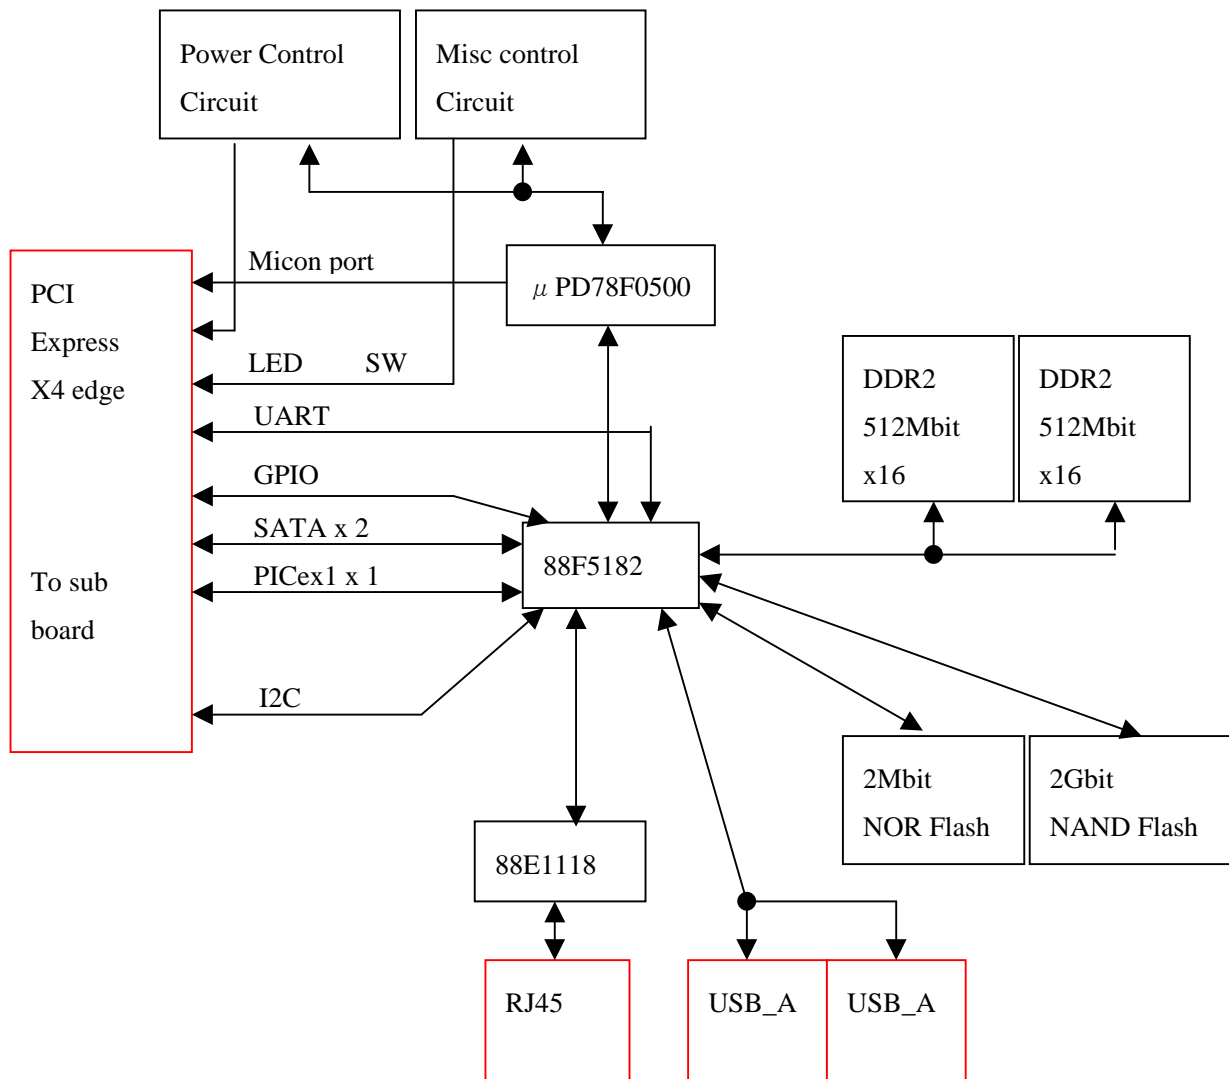 Power Control
Circuit
Misc control
Circuit
Micon port
μ PD78F0500
PCI
Express
X4 edge
To sub
board
LED SW
UART
GPIO
SATA x 2
PICex1 x 1
I2C
88F5182
DDR2
512Mbit
x16
DDR2
512Mbit
x16
2Mbit
NOR Flash
2Gbit
NAND Flash
88E1118
RJ45
USB_A
USB_A